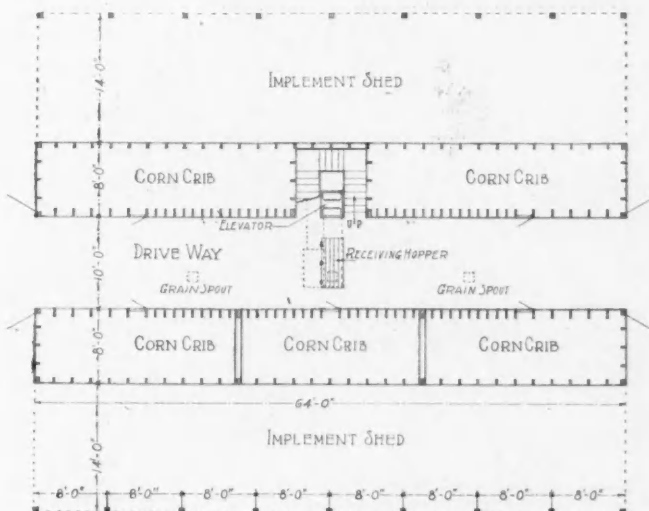 IMPLEMENT SHED
14'-0"
CORN CRIB
CORN CRIB
8'-0"
ELEVATOR
UP
DRIVE WAY
RECEIVING HOPPER
10'-0"
GRAIN SPOUT
GRAIN SPOUT
CORN CRIB
CORN CRIB
CORN CRIB
8'-0"
64'-0"
IMPLEMENT SHED
14'-0"
8'-0" 8'-0" 8'-0" 8'-0" 8'-0" 8'-0" 8'-0" 8'-0"